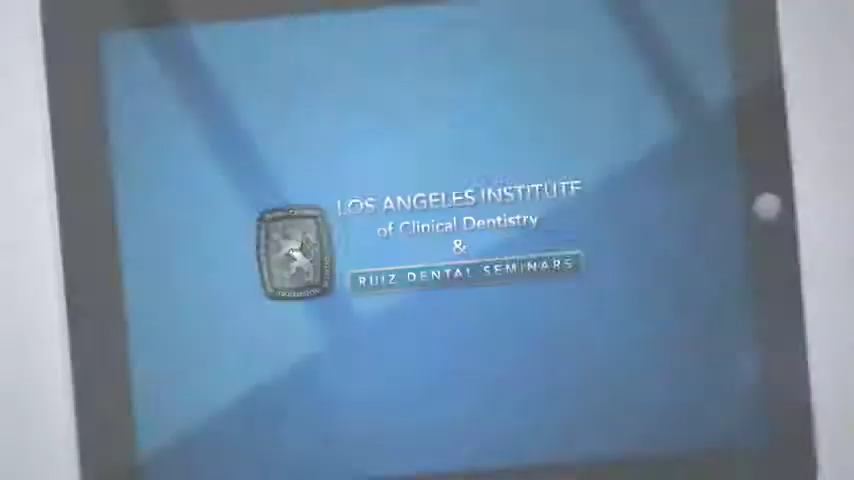 LOS ANGELES INSTITUTE
of Clinical Dentistry
&
RUIZ DENTAL SEMINARS